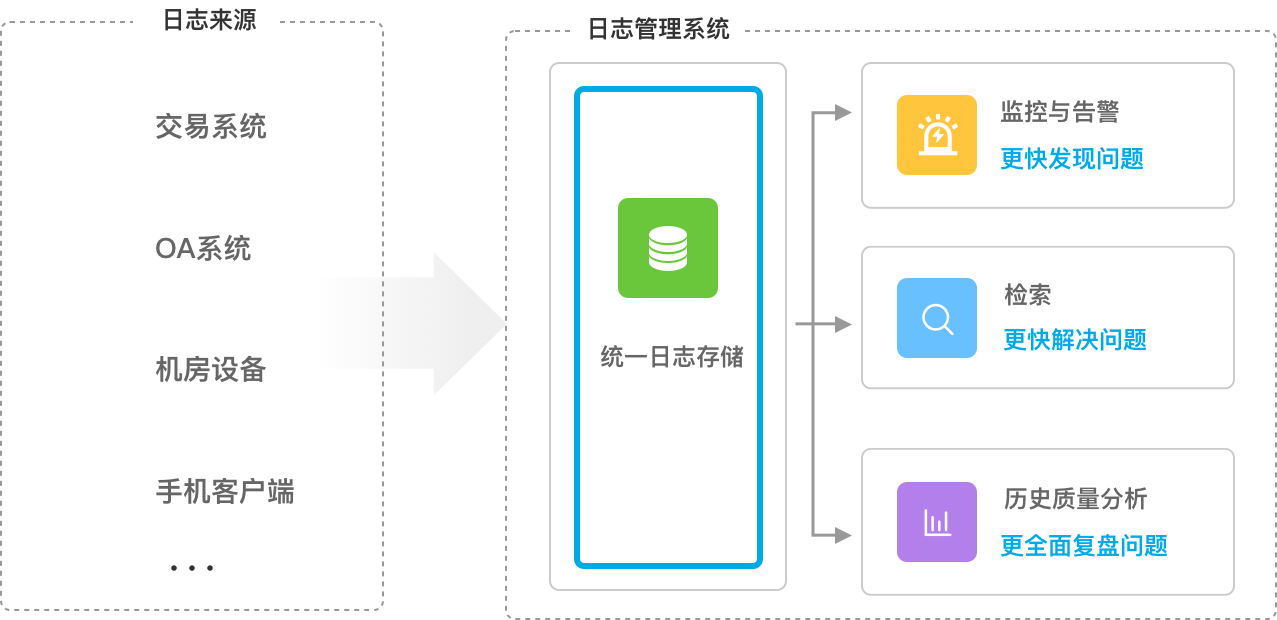 日志来源
交易系统
OA系统
机房设备
手机客户端
...
日志管理系统
统一日志存储
监控与告警
更快发现问题
检索
更快解决问题
历史质量分析
更全面复盘问题